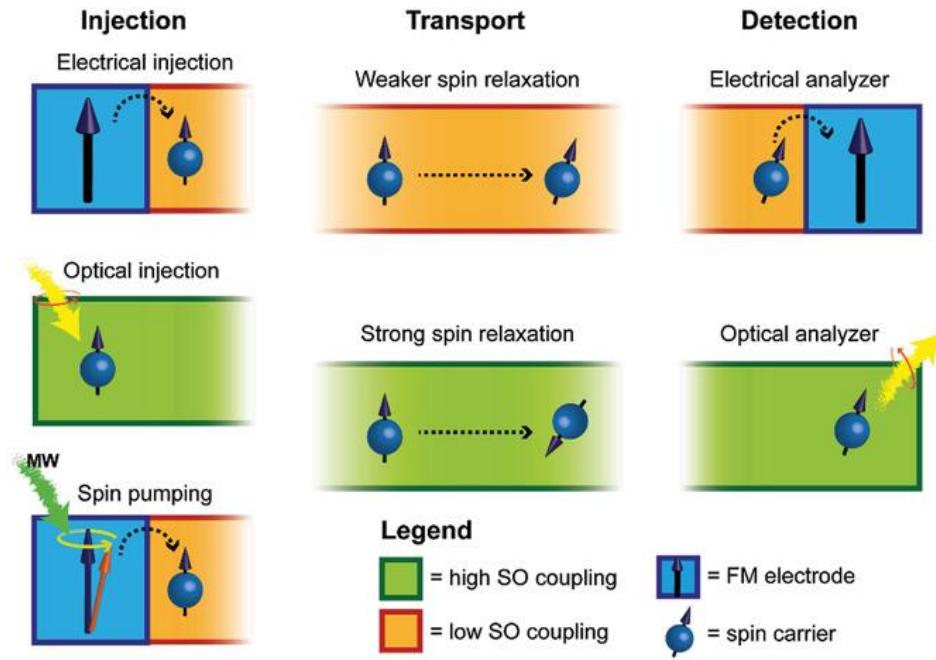 Injection
Transport
Detection
Electrical injection
Weaker spin relaxation
Electrical analyzer
Optical injection
Strong spin relaxation
Optical analyzer
MW
Spin pumping
Legend
= high SO coupling
= FM electrode
= low SO coupling
= spin carrier